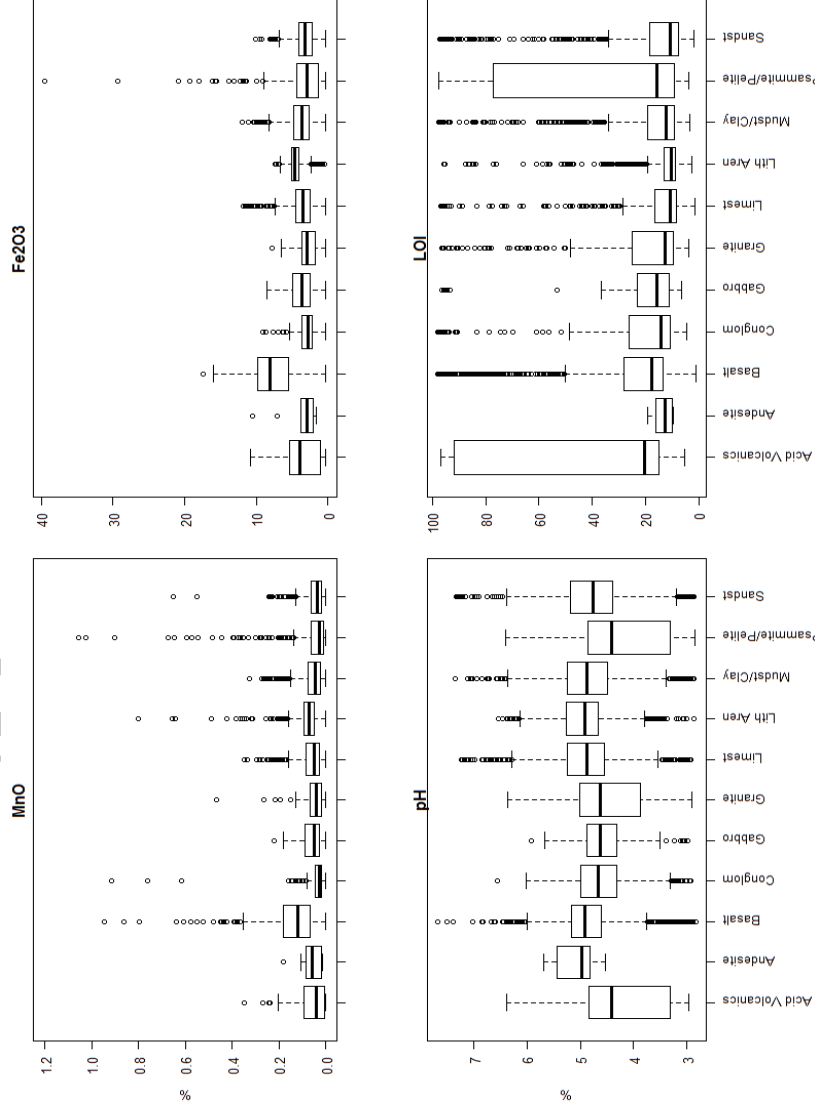 MnO
%
1.2
1.0
0.8
0.6
0.4
0.2
0.0
Fe2O3
40
30
20
10
0
pH
%
7
6
5
4
3
Acid Volcanics
Andesite
Basalt
Conglom
Gabbro
Granite
Limest
Lith Aren
Mudst/Clay
sammite/Pelite
Sandst
LOI
100
80
60
40
20
0
Acid Volcanics
Andesite
Basalt
Conglom
Gabbro
Granite
Limest
Lith Aren
Mudst/Clay
sammite/Pelite
Sandst